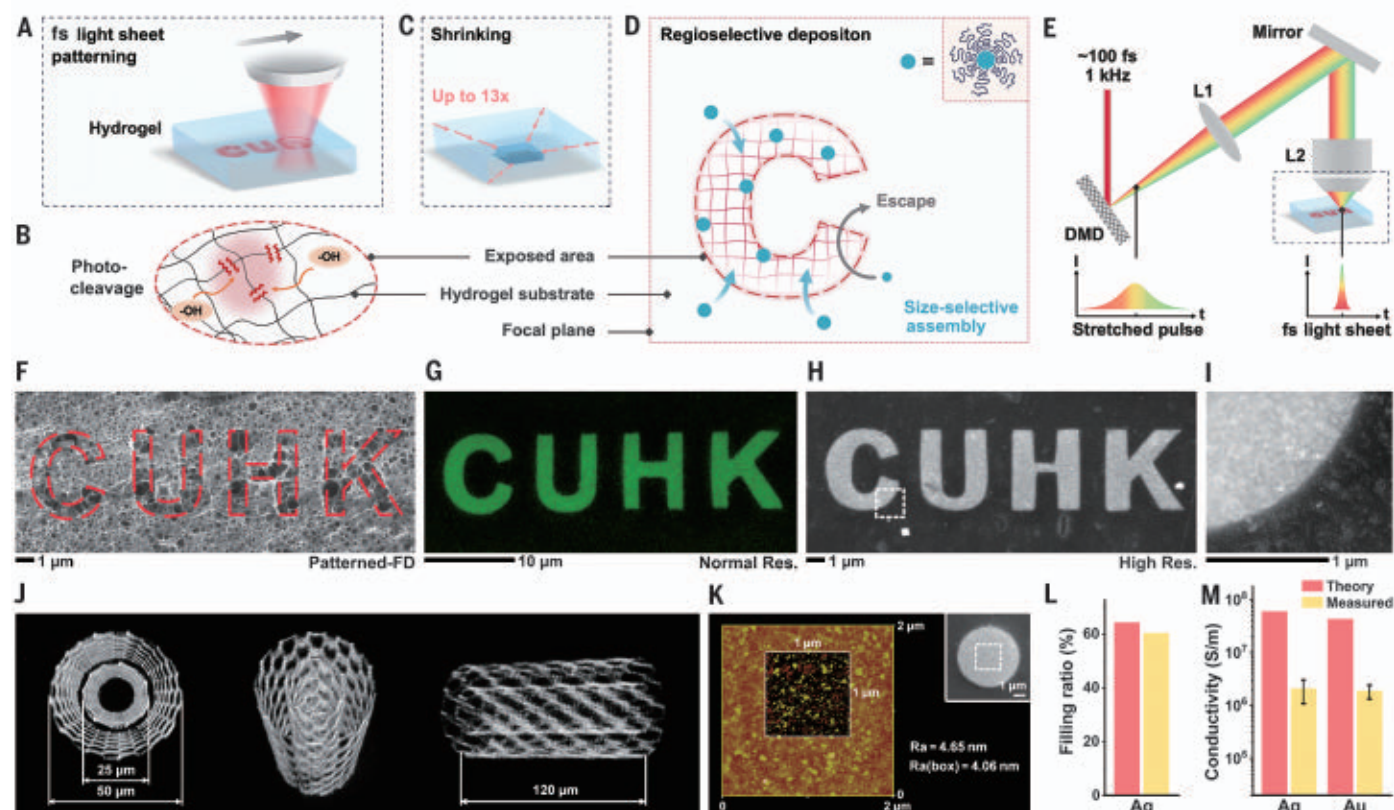 A
fs light sheet
patterning
Hydrogel
B
Photo-
cleavage
-OH
-OH
C
Shrinking
Up to 13x
D
Regioselective depositon
=
Escape
Exposed area
Hydrogel substrate
Focal plane
Size-selective
assembly
E
~100 fs
1 kHz
Mirror
L1
L2
DMD
I
t
Stretched pulse
I
t
fs light sheet
F
CUHK
1 µm
Patterned-FD
G
CUHK
10 µm
Normal Res.
H
CUHK
1 µm
High Res.
I
1 µm
J
25 µm
50 µm
120 µm
K
2 µm
1 µm
1 µm
1 µm
Ra = 4.65 nm
Ra(box) = 4.06 nm
0
0
2 µm
L
Filling ratio (%)
60
40
20
0
Ag
M
Theory
Measured
Conductivity (S/m)
10⁸
10⁷
10⁶
10⁵
Ag
Au